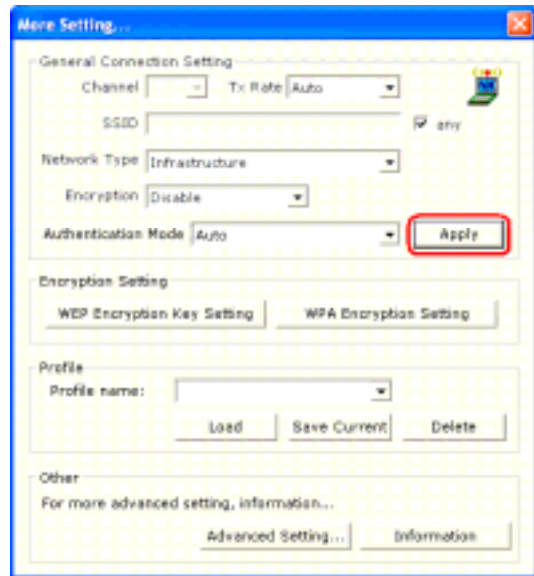 More Setting...
General Connection Setting
Channel Tx Rate Auto
SSID any
Network Type Infrastructure
Encryption Disable
Authentication Mode Auto Apply
Encryption Setting
WEP Encryption Key Setting WPA Encryption Setting
Profile
Profile name:
Load Save Current Delete
Other
For more advanced setting, information...
Advanced Setting... Information